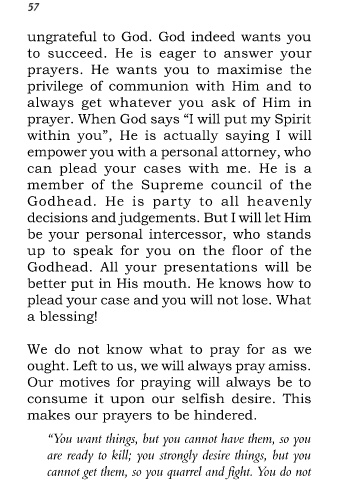 57
ungrateful to God. God indeed wants you
to succeed. He is eager to answer your
prayers. He wants you to maximise the
privilege of communion with Him and to
always get whatever you ask of Him in
prayer. When God says “I will put my Spirit
within you”, He is actually saying I will
empower you with a personal attorney, who
can plead your cases with me. He is a
member of the Supreme council of the
Godhead. He is party to all heavenly
decisions and judgements. But I will let Him
be your personal intercessor, who stands
up to speak for you on the floor of the
Godhead. All your presentations will be
better put in His mouth. He knows how to
plead your case and you will not lose. What
a blessing!
We do not know what to pray for as we
ought. Left to us, we will always pray amiss.
Our motives for praying will always be to
consume it upon our selfish desire. This
makes our prayers to be hindered.
“You want things, but you cannot have them, so you
are ready to kill; you strongly desire things, but you
cannot get them, so you quarrel and fight. You do not